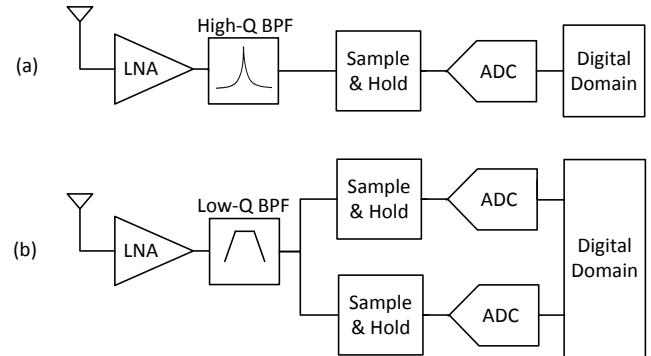 High-Q BPF
(a)
LNA
Sample
& Hold
ADC
Digital
Domain
Low-Q BPF
(b)
LNA
Sample
& Hold
ADC
Sample
& Hold
ADC
Digital
Domain